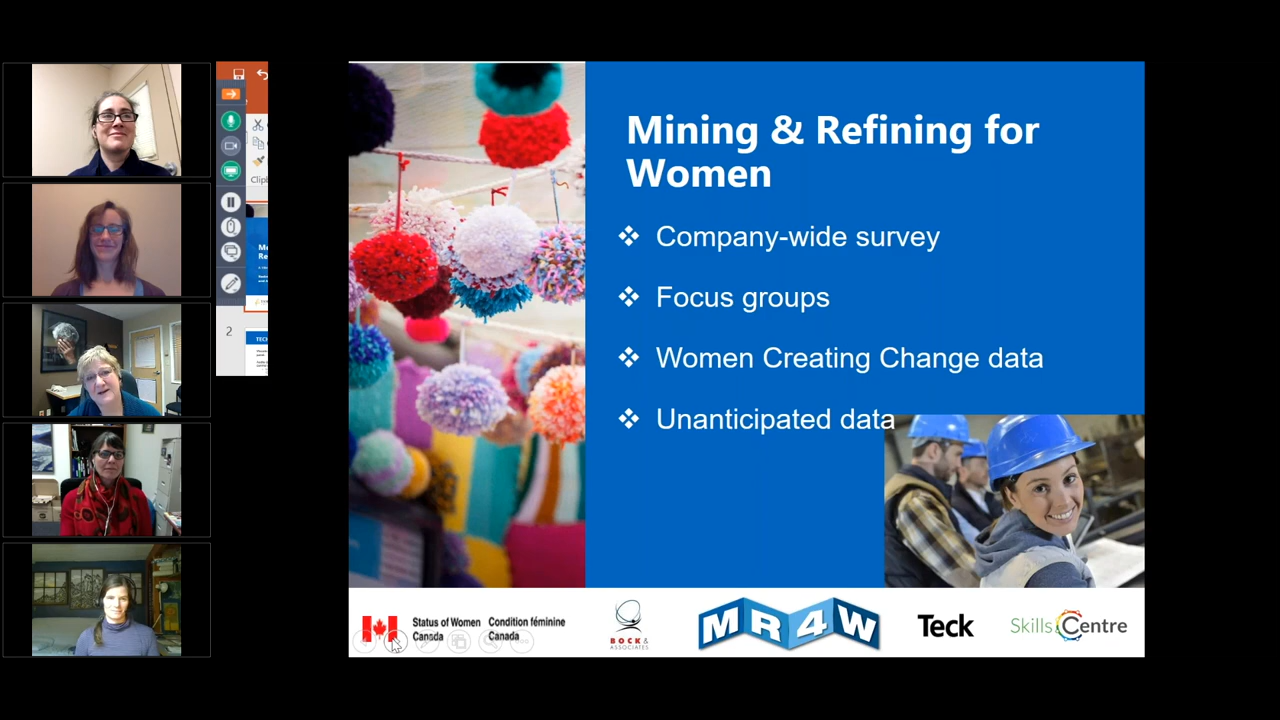 Mining & Refining for
Women
❖ Company-wide survey
❖ Focus groups
❖ Women Creating Change data
❖ Unanticipated data
Status of Women Condition féminine
Canada Canada
BOCK &
ASSOCIATES
MR4W
Teck
Skills Centre
2
TECK